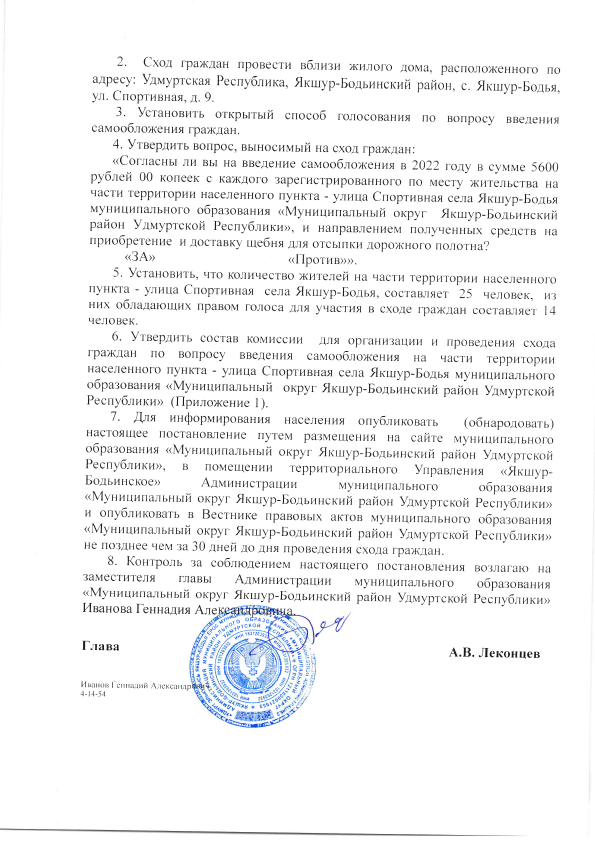 2. Сход граждан провести вблизи жилого дома, расположенного по
адресу: Удмуртская Республика, Якшур-Бодьинский район, с. Якшур-Бодья,
ул. Спортивная, д. 9.
3. Установить открытый способ голосования по вопросу введения
самообложения граждан.
4. Утвердить вопрос, выносимый на сход граждан:
«Согласны ли вы на введение самообложения в 2022 году в сумме 5600
рублей 00 копеек с каждого зарегистрированного по месту жительства на
части территории населенного пункта - улица Спортивная села Якшур-Бодья
муниципального образования «Муниципальный округ Якшур-Бодьинский
район Удмуртской Республики», и направлением полученных средств на
приобретение и доставку щебня для отсыпки дорожного полотна?
«ЗА» «Против»».
5. Установить, что количество жителей на части территории населенного
пункта - улица Спортивная села Якшур-Бодья, составляет 25 человек, из
них обладающих правом голоса для участия в сходе граждан составляет 14
человек.
6. Утвердить состав комиссии для организации и проведения схода
граждан по вопросу введения самообложения на части территории
населенного пункта - улица Спортивная села Якшур-Бодья муниципального
образования «Муниципальный округ Якшур-Бодьинский район Удмуртской
Республики» (Приложение 1).
7. Для информирования населения опубликовать (обнародовать)
настоящее постановление путем размещения на сайте муниципального
образования «Муниципальный округ Якшур-Бодьинский район Удмуртской
Республики», в помещении территориального Управления «Якшур-
Бодьинское» Администрации муниципального образования
«Муниципальный округ Якшур-Бодьинский район Удмуртской Республики»
и опубликовать в Вестнике правовых актов муниципального образования
«Муниципальный округ Якшур-Бодьинский район Удмуртской Республики»
не позднее чем за 30 дней до дня проведения схода граждан.
8. Контроль за соблюдением настоящего постановления возлагаю на
заместителя главы Администрации муниципального образования
«Муниципальный округ Якшур-Бодьинский район Удмуртской Республики»
Иванова Геннадия Александровича.
Глава А.В. Леконцев
Иванов Геннадий Александрович
4-14-54